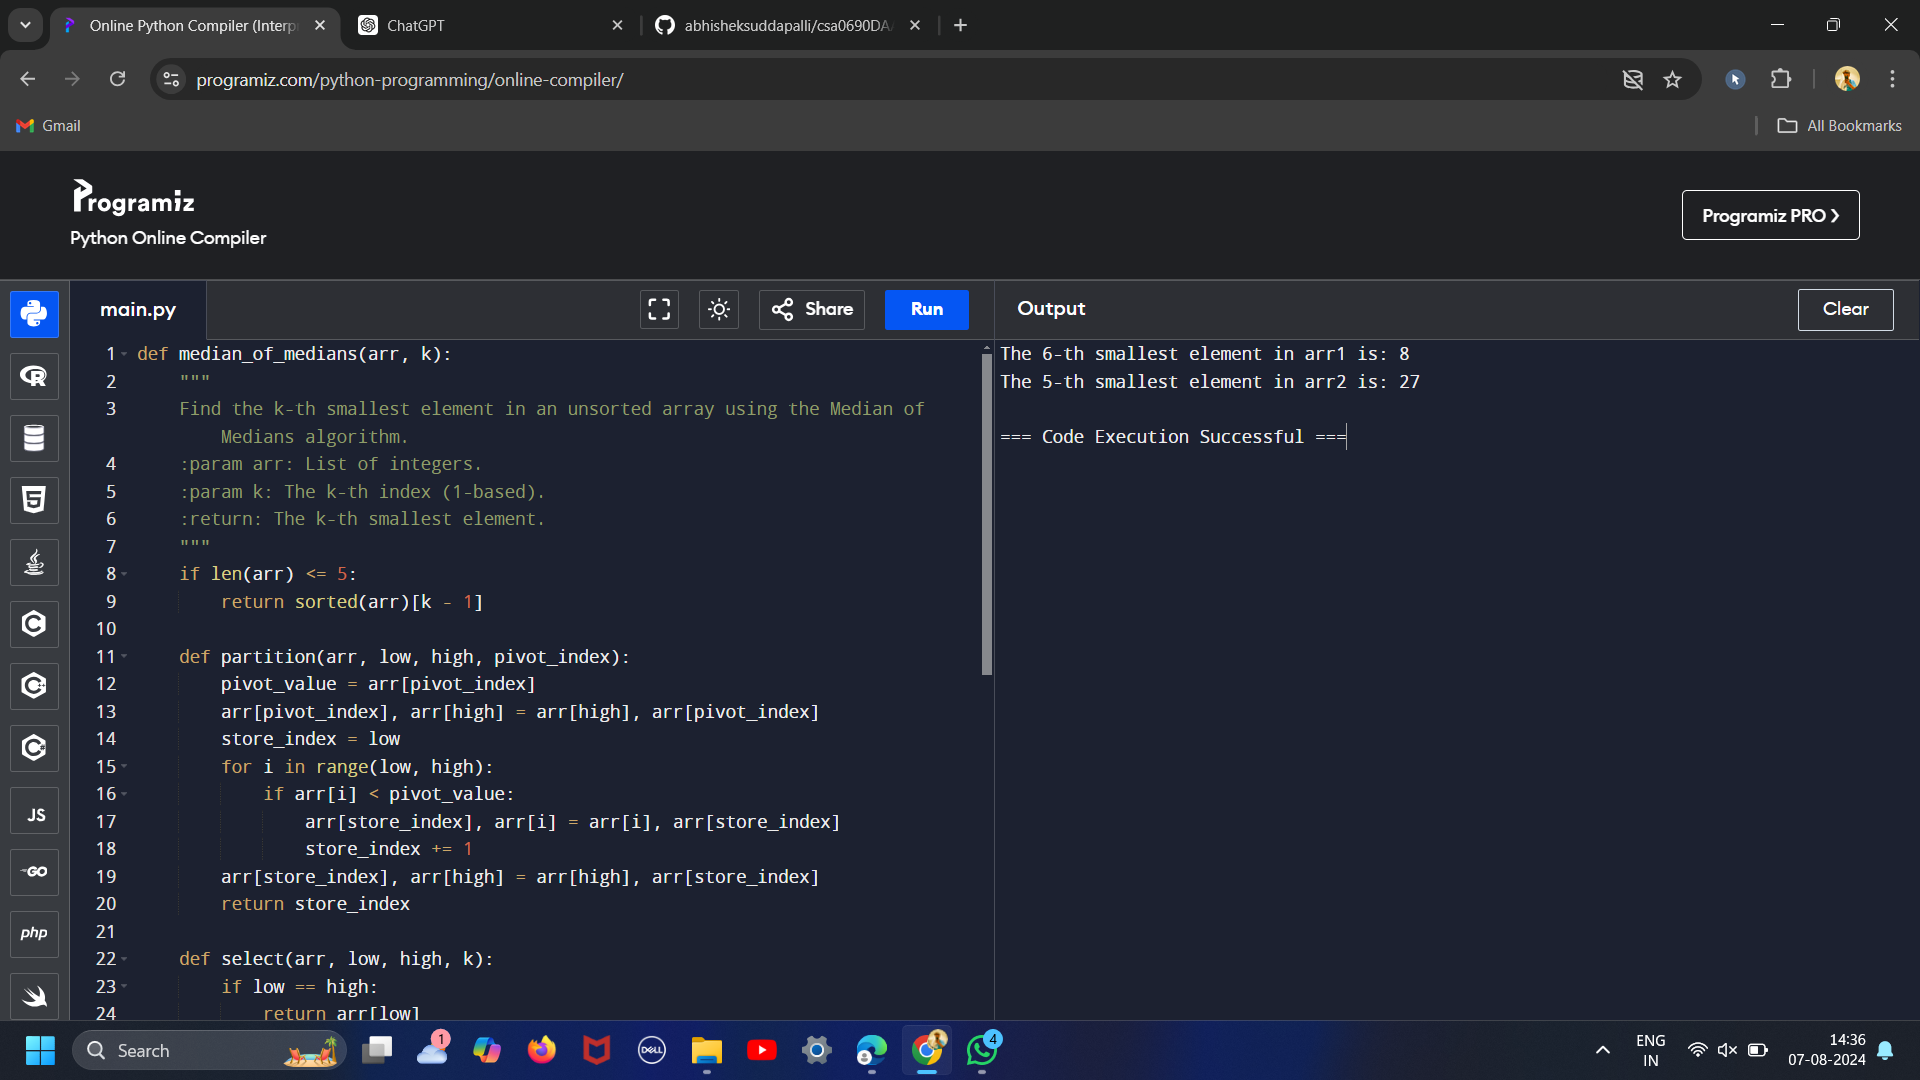 Online Python Compiler (Interp
ChatGPT
abhisheksuddapalli/csa0690DA
programiz.com/python-programming/online-compiler/
Gmail
All Bookmarks
Programiz
Python Online Compiler
Programiz PRO ❯
main.py
Share
Run
Output
Clear
1 def median_of_medians(arr, k):
2 """
3 Find the k-th smallest element in an unsorted array using the Median of
Medians algorithm.
4 :param arr: List of integers.
5 :param k: The k-th index (1-based).
6 :return: The k-th smallest element.
7 """
8 if len(arr) <= 5:
9 return sorted(arr)[k - 1]
10
11 def partition(arr, low, high, pivot_index):
12 pivot_value = arr[pivot_index]
13 arr[pivot_index], arr[high] = arr[high], arr[pivot_index]
14 store_index = low
15 for i in range(low, high):
16 if arr[i] < pivot_value:
17 arr[store_index], arr[i] = arr[i], arr[store_index]
18 store_index += 1
19 arr[store_index], arr[high] = arr[high], arr[store_index]
20 return store_index
21
22 def select(arr, low, high, k):
23 if low == high:
24 return arr[low]
The 6-th smallest element in arr1 is: 8
The 5-th smallest element in arr2 is: 27
=== Code Execution Successful ===
R
5
C
C
C
JS
GO
php
Search
1
DELL
4
ENG
IN
14:36
07-08-2024